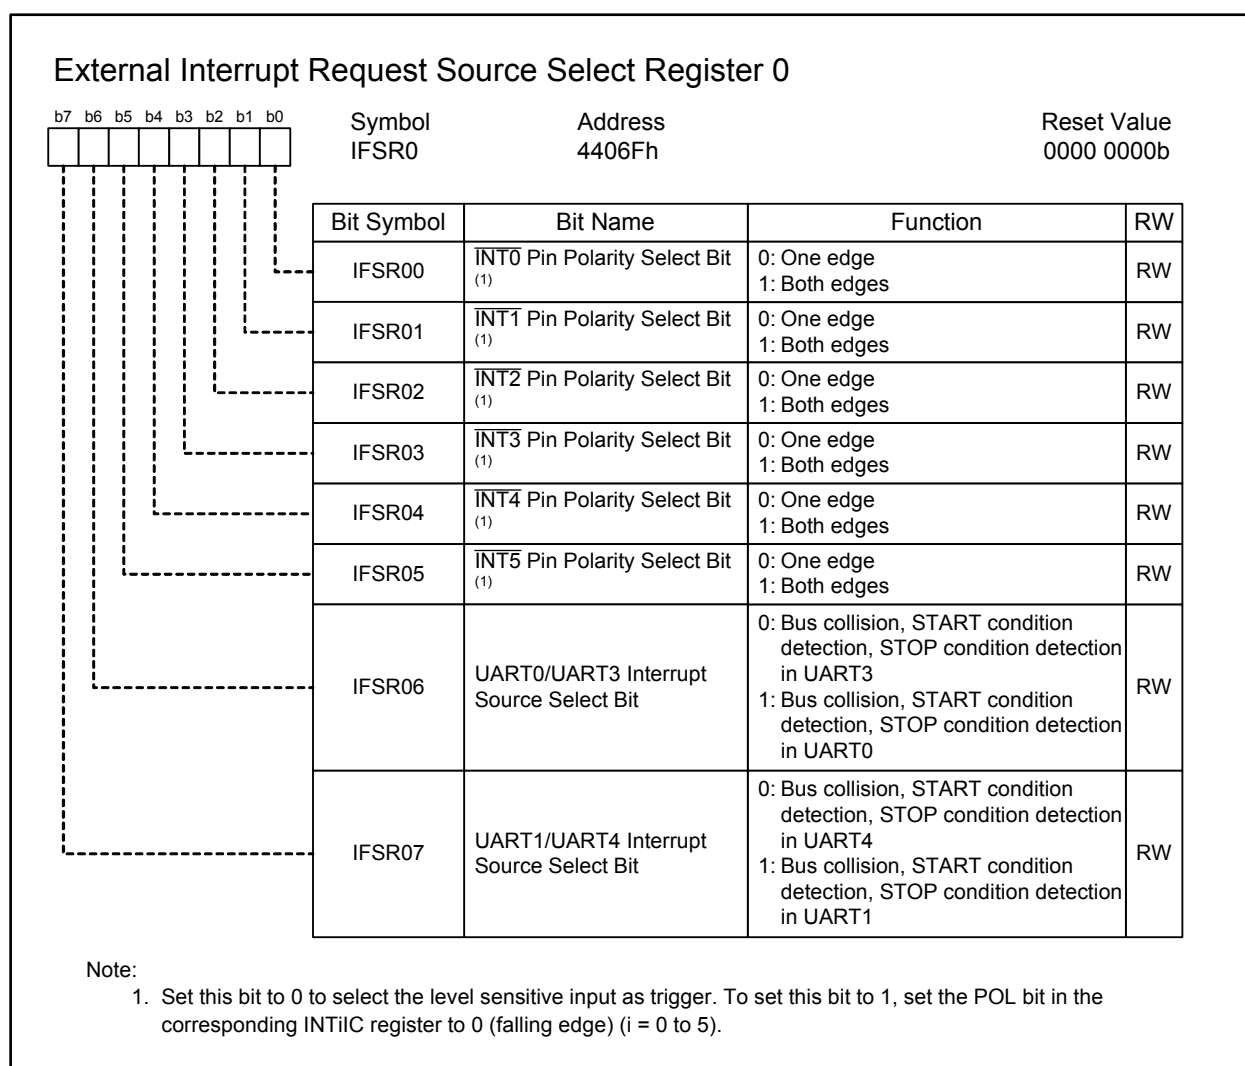 External Interrupt Request Source Select Register 0
b7 b6 b5 b4 b3 b2 b1 b0
Symbol Address Reset Value
IFSR0 4406Fh 0000 0000b
Bit Symbol Bit Name Function RW
IFSR00 INT0 Pin Polarity Select Bit (1) 0: One edge RW
1: Both edges
IFSR01 INT1 Pin Polarity Select Bit (1) 0: One edge RW
1: Both edges
IFSR02 INT2 Pin Polarity Select Bit (1) 0: One edge RW
1: Both edges
IFSR03 INT3 Pin Polarity Select Bit (1) 0: One edge RW
1: Both edges
IFSR04 INT4 Pin Polarity Select Bit (1) 0: One edge RW
1: Both edges
IFSR05 INT5 Pin Polarity Select Bit (1) 0: One edge RW
1: Both edges
IFSR06
UART0/UART3 Interrupt
Source Select Bit
0: Bus collision, START condition
detection, STOP condition detection
in UART3
1: Bus collision, START condition
detection, STOP condition detection
in UART0
RW
IFSR07
UART1/UART4 Interrupt
Source Select Bit
0: Bus collision, START condition
detection, STOP condition detection
in UART4
1: Bus collision, START condition
detection, STOP condition detection
in UART1
RW
Note:
1. Set this bit to 0 to select the level sensitive input as trigger. To set this bit to 1, set the POL bit in the
corresponding INTiIC register to 0 (falling edge) (i = 0 to 5).